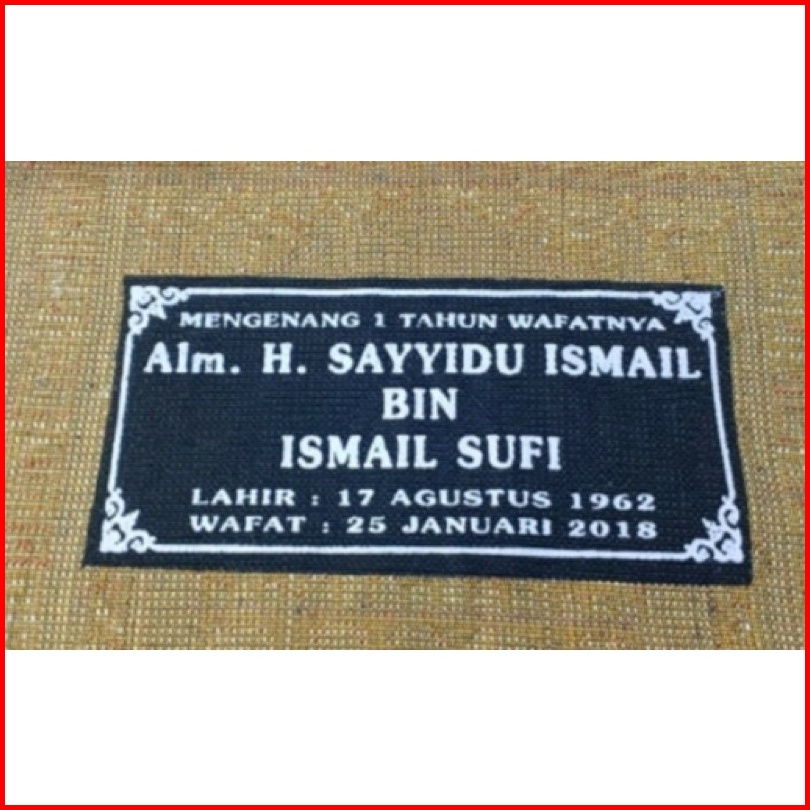 MENGENANG 1 TAHUN WAFATNYA
Alm. H. SAYYIDU ISMAIL
BIN
ISMAIL SUFI
LAHIR : 17 AGUSTUS 1962
WAFAT : 25 JANUARI 2018